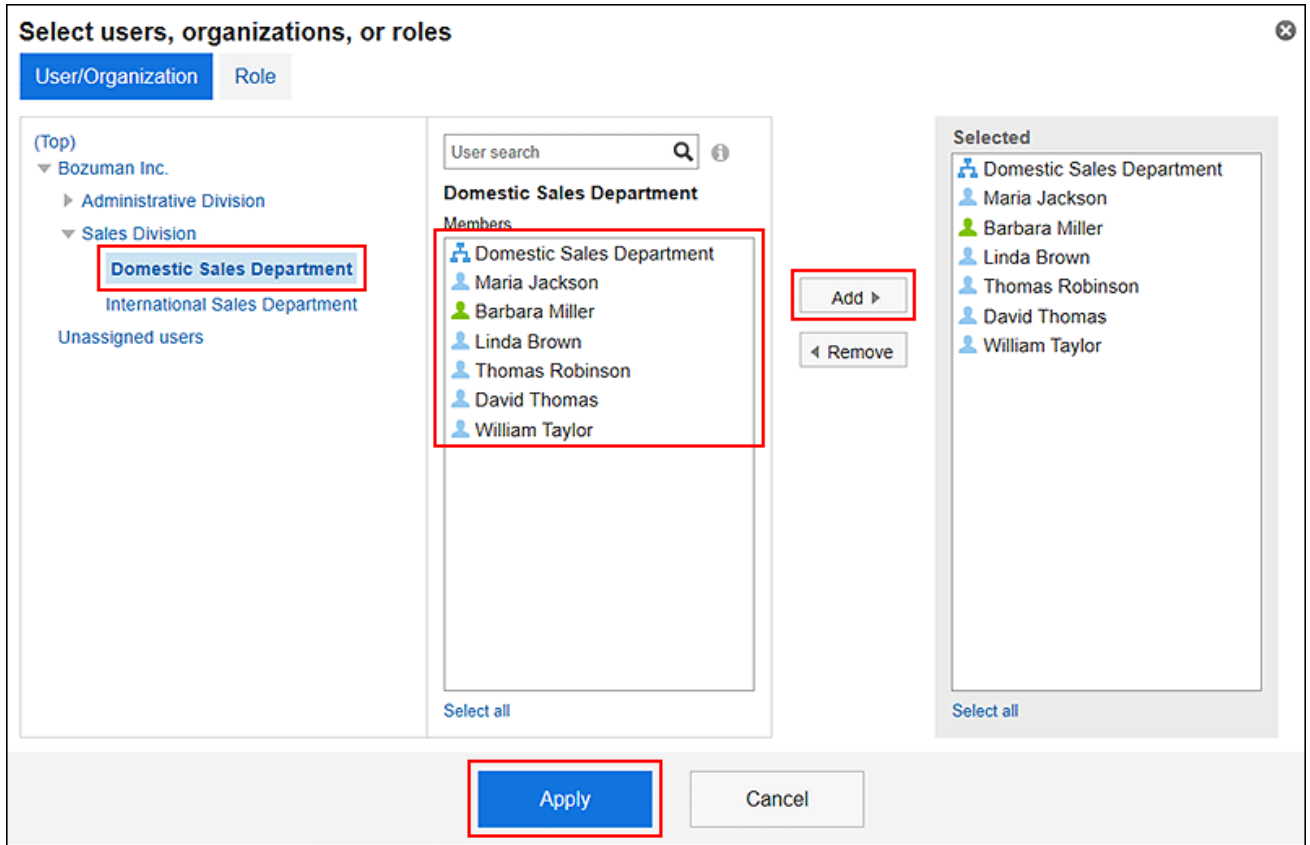 Select users, organizations, or roles
User/Organization
Role
(Top)
Bozuman Inc.
Administrative Division
Sales Division
Domestic Sales Department
International Sales Department
Unassigned users
User search
Domestic Sales Department
Members
Domestic Sales Department
Maria Jackson
Barbara Miller
Linda Brown
Thomas Robinson
David Thomas
William Taylor
Select all
Add
Remove
Selected
Domestic Sales Department
Maria Jackson
Barbara Miller
Linda Brown
Thomas Robinson
David Thomas
William Taylor
Select all
Apply
Cancel